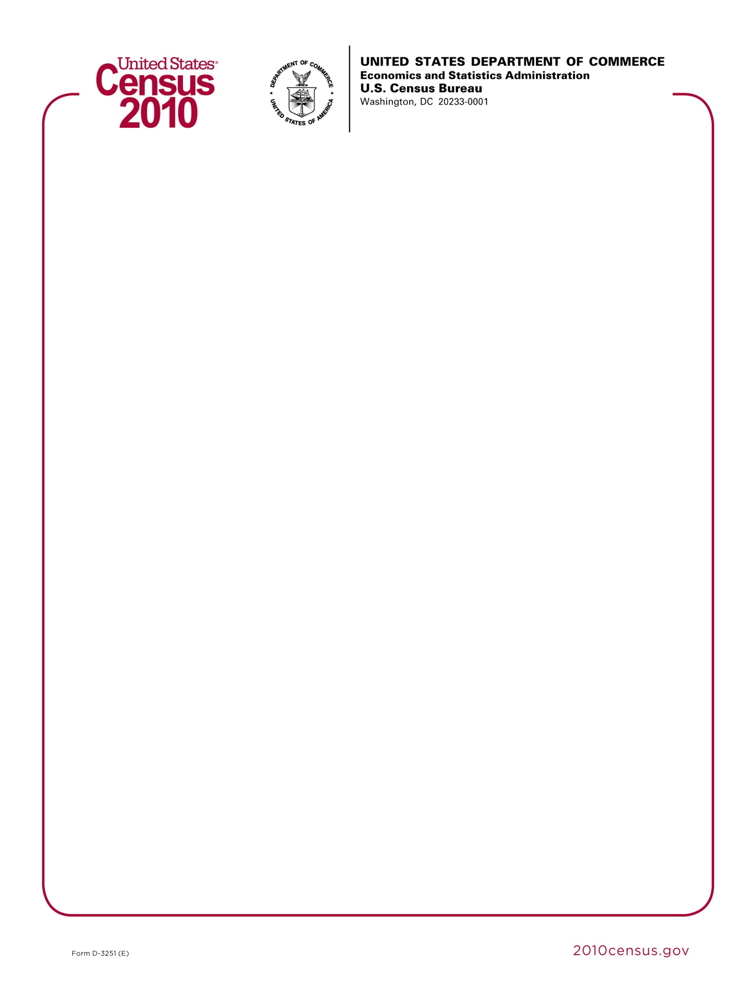 United States®
Census
2010
DEPARTMENT OF COMMERCE
UNITED STATES OF AMERICA
UNITED STATES DEPARTMENT OF COMMERCE
Economics and Statistics Administration
U.S. Census Bureau
Washington, DC 20233-0001
Form D-3251 (E)
2010census.gov